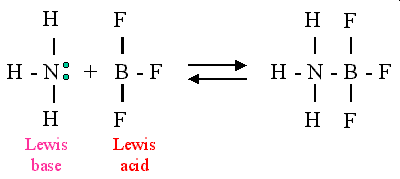 H F H F
H - N : + B - F H - N - B - F
H F H F
Lewis base Lewis acid